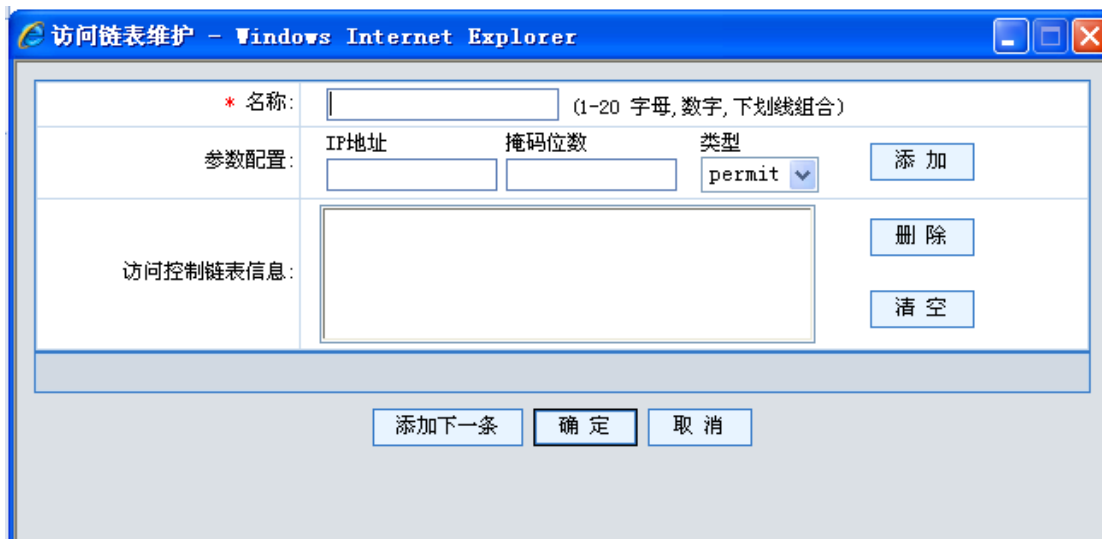 访问链表维护 - Windows Internet Explorer
* 名称: (1-20 字母,数字,下划线组合)
IP地址 掩码位数 类型
参数配置: permit 添 加
删 除
访问控制链表信息:
清 空
添加下一条 确 定 取 消